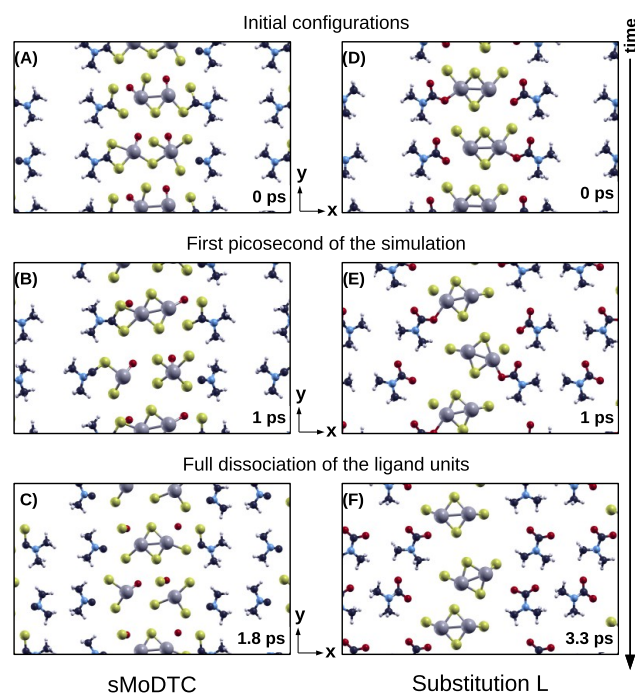 Initial configurations
time
(A)
(D)
0 ps
0 ps
y
x
First picosecond of the simulation
(B)
(E)
1 ps
1 ps
y
x
Full dissociation of the ligand units
C)
(F)
1.8 ps
3.3 ps
y
x
sMoDTC
Substitution L